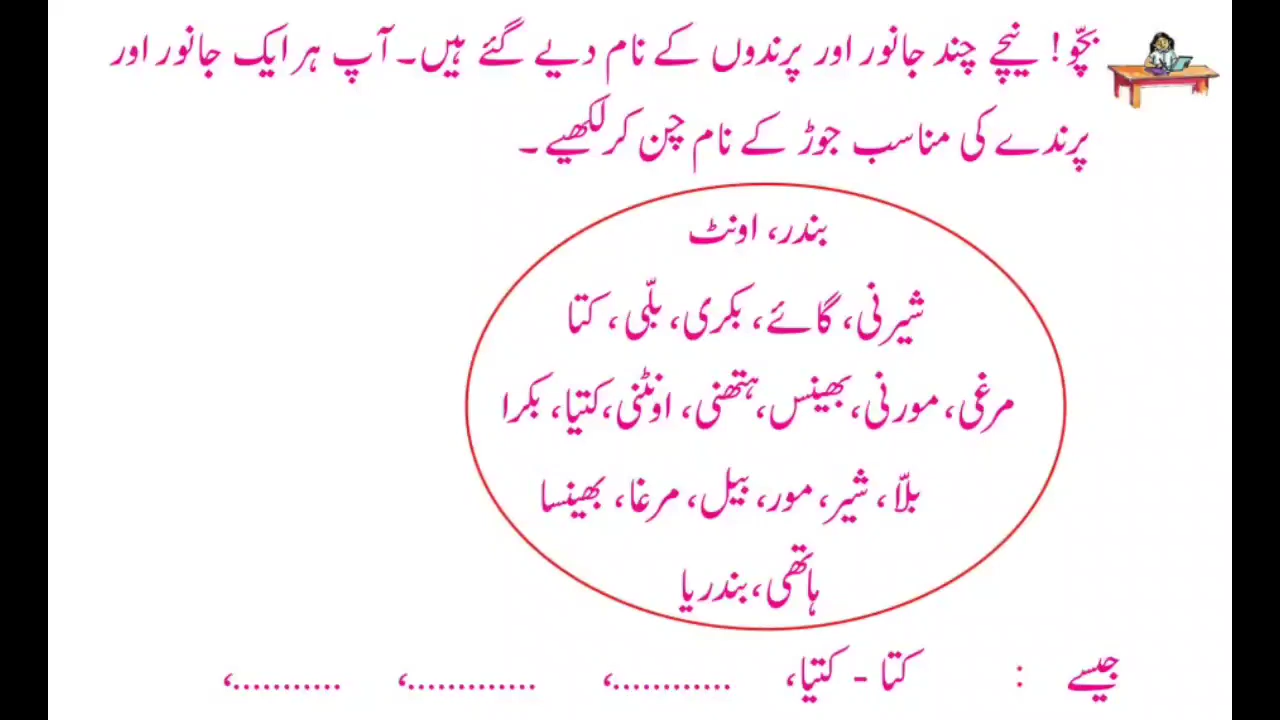 بچّو! نیچے چند جانور اور پرندوں کے نام دیے گئے ہیں۔ آپ ہر ایک جانور اور
پرندے کی مناسب جوڑ کے نام چن کر لکھیے۔
بندر، اونٹ
شیرنی، گائے، بکری، بلّی، کتا
مرغی، مورنی، بھینس، ہتھنی، اونٹنی، کتیا، بکرا
بلّا، شیر، مور، بیل، مرغا، بھینسا
ہاتھی، بندریا
جیسے : کتا - کتیا، ...........، ............، ...........،